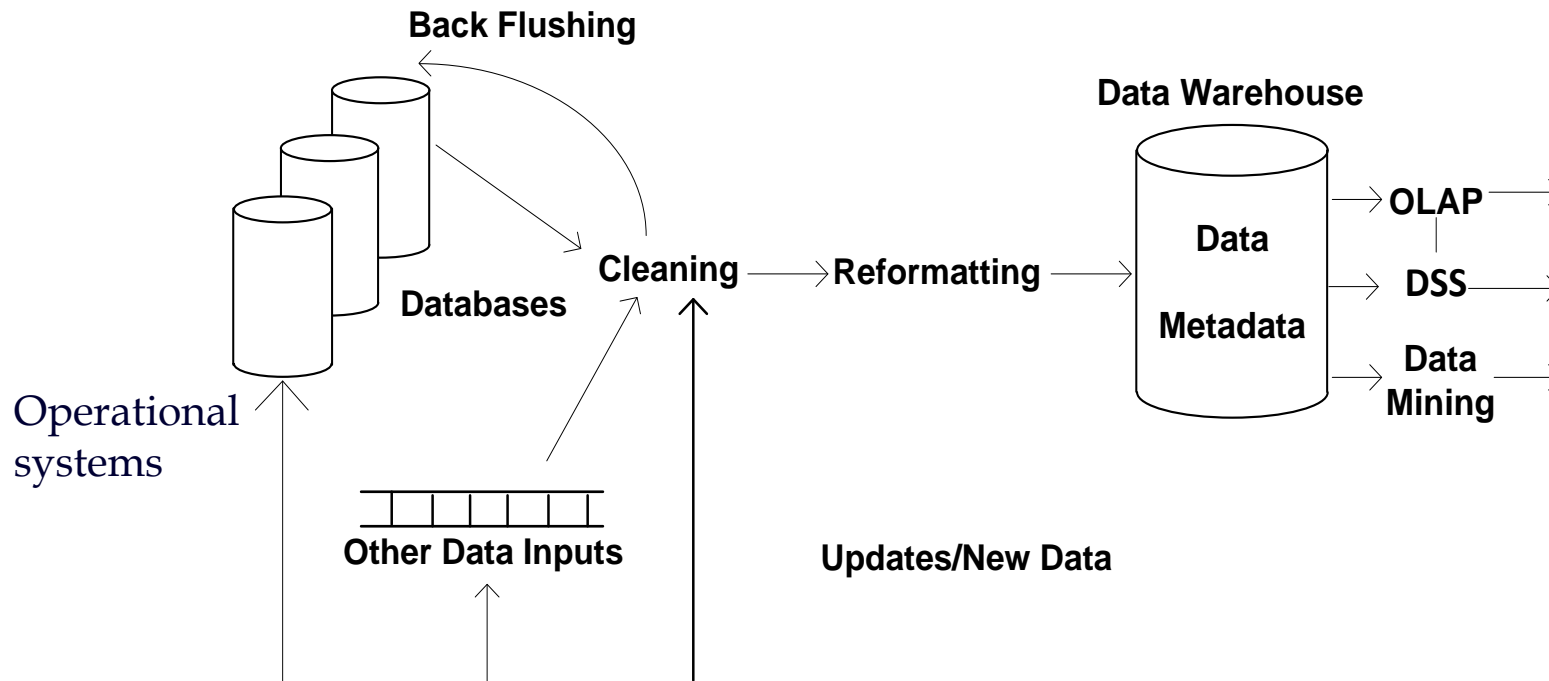 Back Flushing
Data Warehouse
OLAP
Data
Cleaning
Reformatting
DSS
Databases
Metadata
Data
Mining
Operational
systems
Other Data Inputs
Updates/New Data